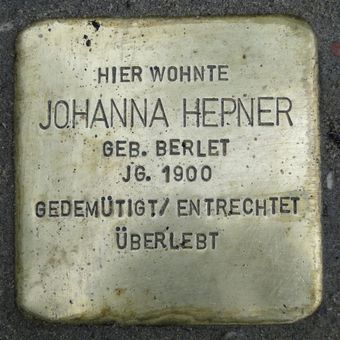 HIER WOHNTE
JOHANNA HEPNER
GEB. BERLET
JG. 1900
GEDEMÜTIGT/ ENTRECHTET
ÜBERLEBT